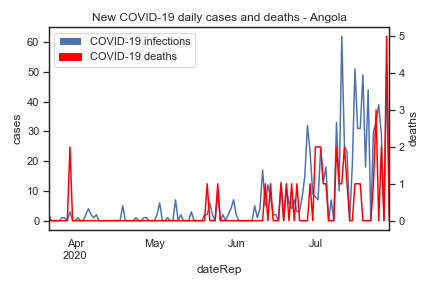 New COVID-19 daily cases and deaths - Angola
COVID-19 infections
COVID-19 deaths
60
50
40
30
20
10
0
cases
5
4
3
2
1
0
deaths
Apr
2020
May
Jun
Jul
dateRep